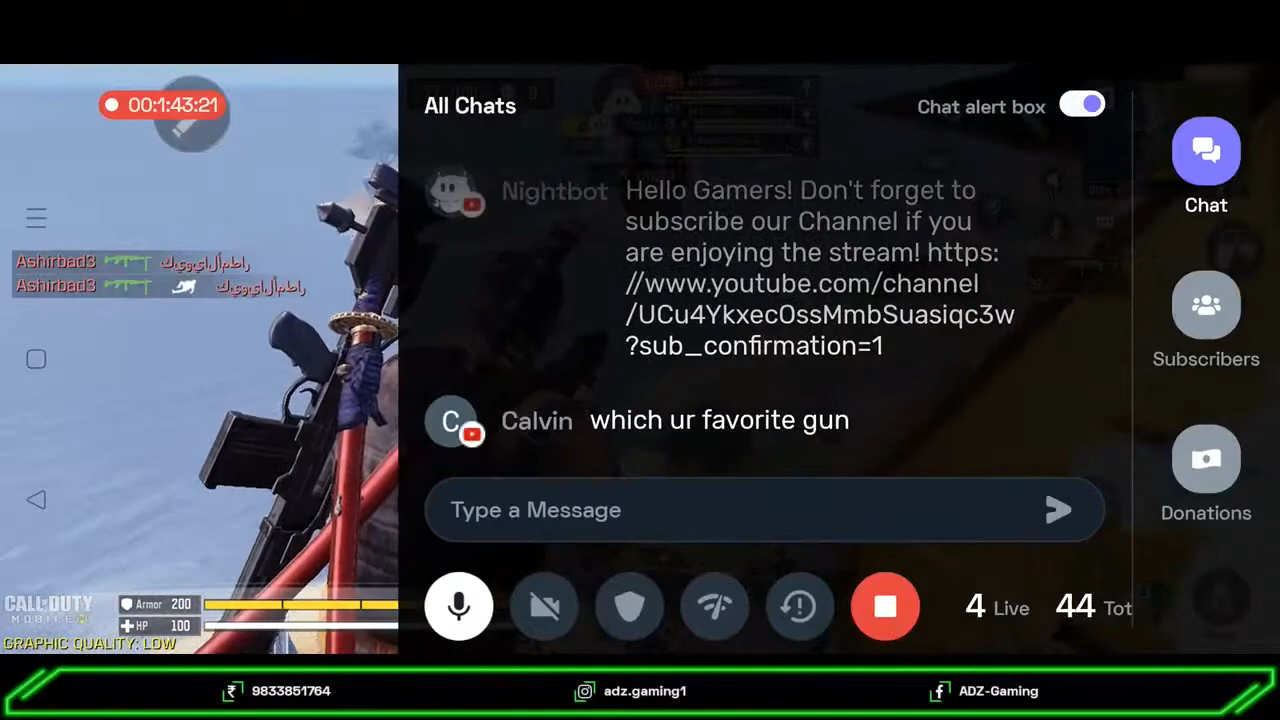 00:1:43:21
All Chats
Chat alert box
Nightbot
Hello Gamers! Don't forget to
subscribe our Channel if you
are enjoying the stream! https:
//www.youtube.com/channel
/UCu4YkxecOssMmbSuasiqc3w
?sub_confirmation=1
Chat
Ashirbad3
Ashirbad3
Subscribers
C
Calvin
which ur favorite gun
Type a Message
Donations
CALL OF DUTY
MOBILE
Armor 200
HP 100
GRAPHIC QUALITY: LOW
4 Live
44 Tot
₹ 9833851764
adz.gaming1
ADZ-Gaming